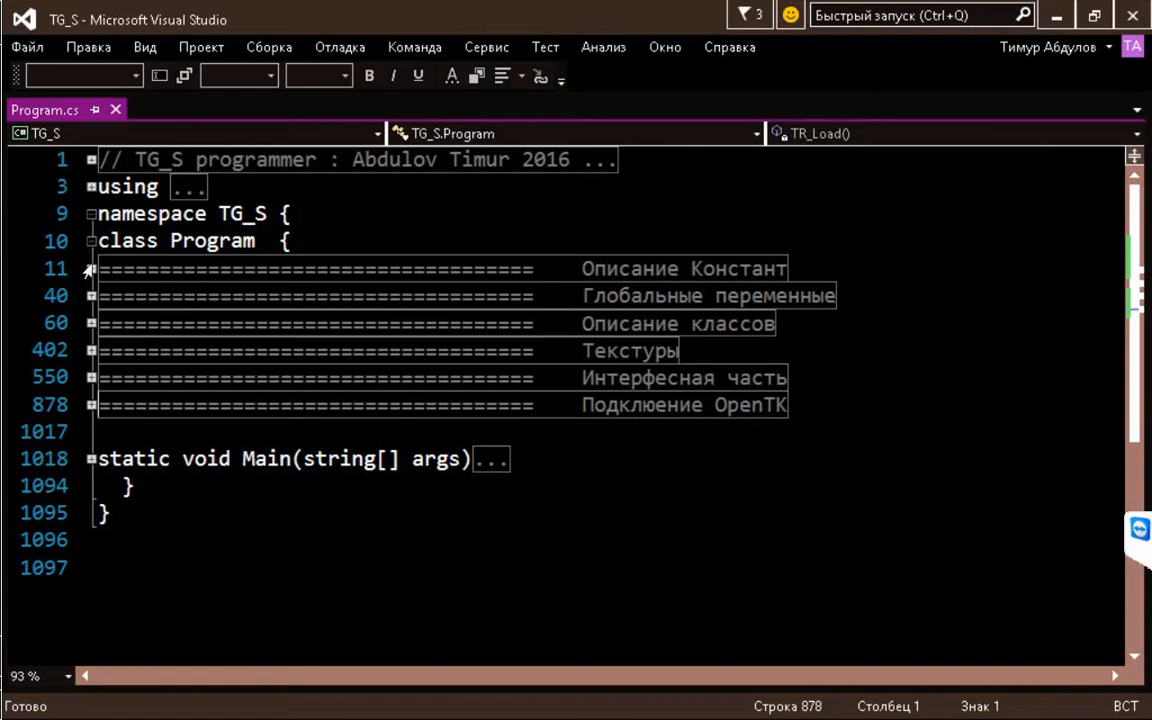 TG_S - Microsoft Visual Studio
3
Быстрый запуск (Ctrl+Q)
Файл Правка Вид Проект Сборка Отладка Команда Сервис Тест Анализ Окно Справка Тимур Абдулов TA
B I U A
Program.cs
TG_S TG_S.Program TR_Load()
1 // TG_S programmer : Abdulov Timur 2016 ...
3 using ...
9 namespace TG_S {
10 class Program {
11 ==================================== Описание Констант
40 ==================================== Глобальные переменные
60 ==================================== Описание классов
402 ==================================== Текстуры
550 ==================================== Интерфесная часть
878 ==================================== Подклюение OpenTK
1017
1018 static void Main(string[] args)...
1094 }
1095 }
1096
1097
93 %
Готово Строка 878 Столбец 1 Знак 1 ВСТ